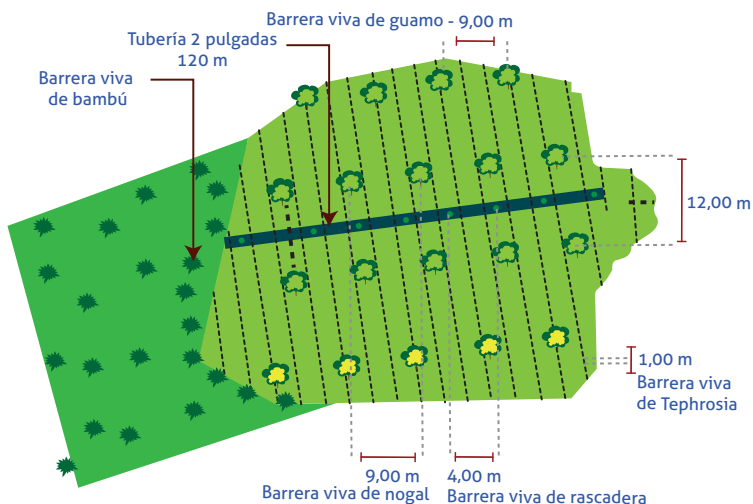 Barrera viva de guamo - 9,00 m
Tubería 2 pulgadas
120 m
Barrera viva
de bambú
12,00 m
1,00 m
Barrera viva
de Tephrosia
9,00 m
Barrera viva de nogal
4,00 m
Barrera viva de rascadera